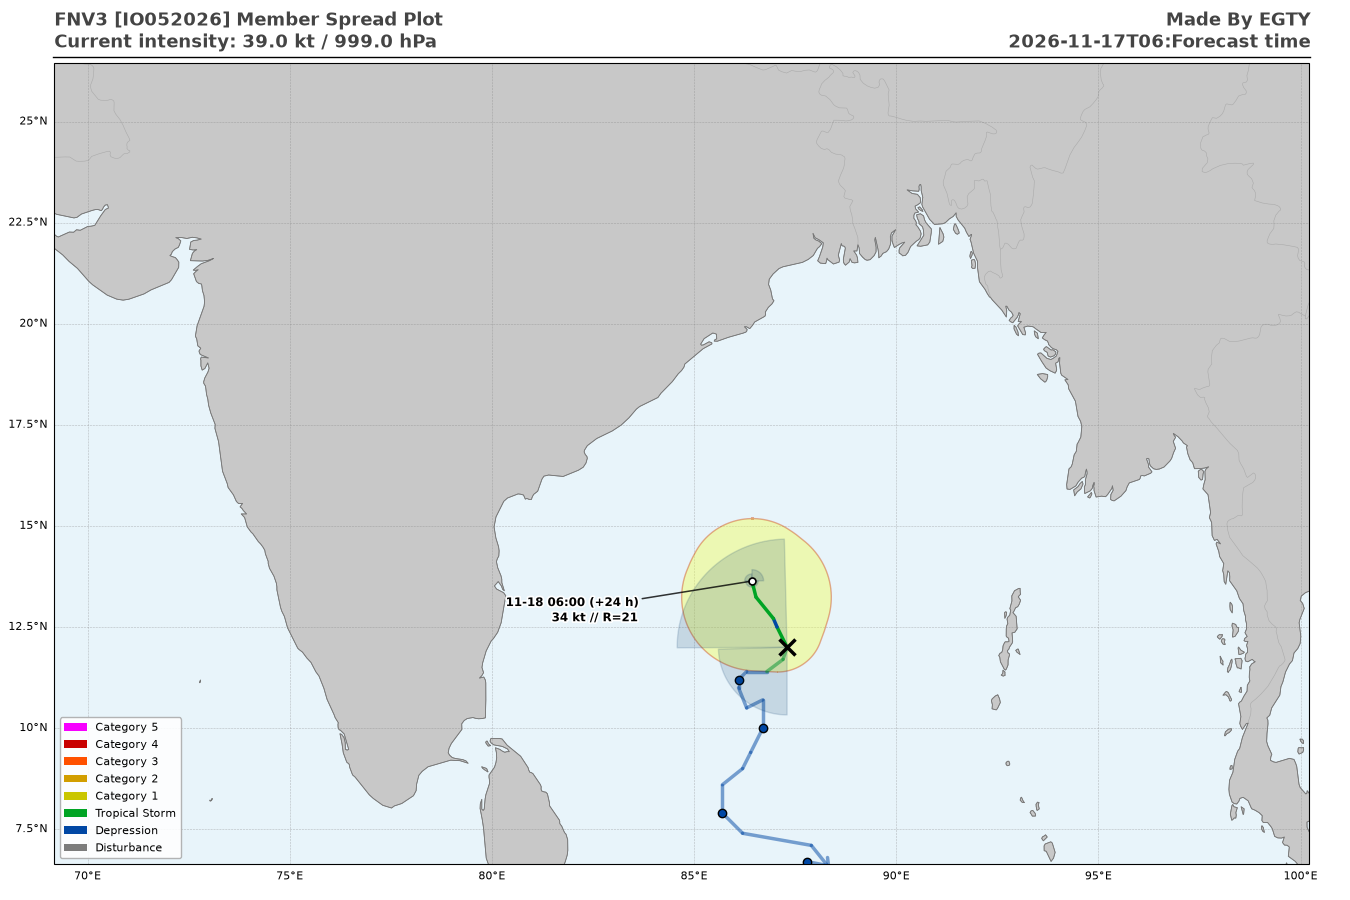 FNV3 [IO052026] Member Spread Plot
Current intensity: 39.0 kt / 999.0 hPa
Made By EGTY
2026-11-17T06:Forecast time
25°N
22.5°N
20°N
17.5°N
15°N
12.5°N
10°N
7.5°N
11-18 06:00 (+24 h)
34 kt // R=21
Category 5
Category 4
Category 3
Category 2
Category 1
Tropical Storm
Depression
Disturbance
70°E
75°E
80°E
85°E
90°E
95°E
100°E